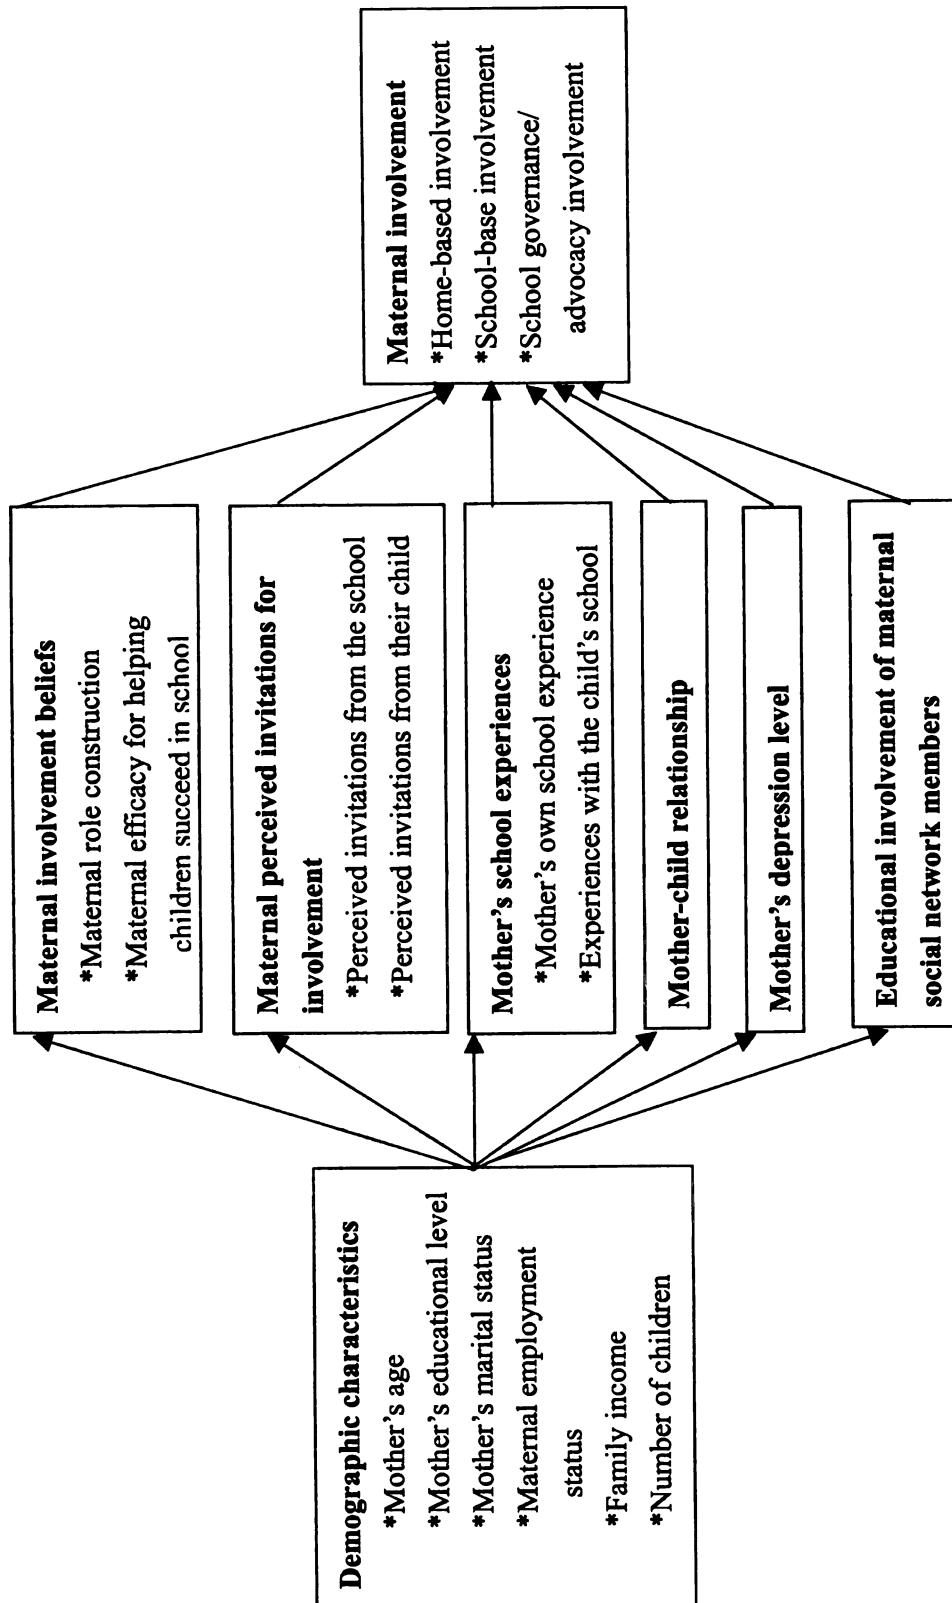 Demographic characteristics
*Mother's age
*Mother's educational level
*Mother's marital status
*Maternal employment
status
*Family income
*Number of children
Maternal involvement beliefs
*Maternal role construction
*Maternal efficacy for helping
children succeed in school
Maternal perceived invitations for
involvement
*Perceived invitations from the school
*Perceived invitations from their child
Mother's school experiences
*Mother's own school experience
*Experiences with the child's school
Mother-child relationship
Mother's depression level
Educational involvement of maternal
social network members
Maternal involvement
*Home-based involvement
*School-base involvement
*School governance/
advocacy involvement